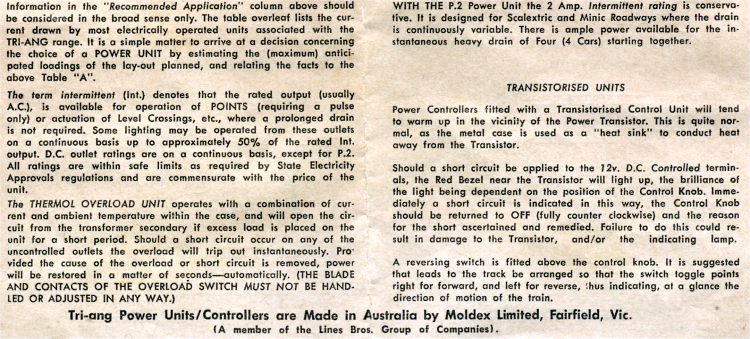 Information in the "Recommended Application" column above should
be considered in the broad sense only. The table overleaf lists the cur-
rent drawn by most electrically operated units associated with the
TRI-ANG range. It is a simple matter to arrive at a decision concerning
the choice of a POWER UNIT by estimating the (maximum) antici-
pated loadings of the lay-out planned, and relating the facts to the
above Table "A".
The term intermittent (Int.) denotes that the rated output (usually
A.C.), is available for operation of POINTS (requiring a pulse
only) or actuation of Level Crossings, etc., where a prolonged drain
is not required. Some lighting may be operated from these outlets
on a continuous basis up to approximately 50% of the rated Int.
output. D.C. outlet ratings are on a continuous basis, except for P.2.
All ratings are within safe limits as required by State Electricity
Approvals regulations and are commensurate with the price of the
unit.
The THERMOL OVERLOAD UNIT operates with a combination of cur-
rent and ambient temperature within the case, and will open the cir-
cuit from the transformer secondary if excess load is placed on the
unit for a short period. Should a short circuit occur on any of the
uncontrolled outlets the overload will trip out instantaneously. Pro
vided the cause of the overload or short circuit is removed, power
will be restored in a matter of seconds—automatically. (THE BLADE
AND CONTACTS OF THE OVERLOAD SWITCH MUST NOT BE HAND-
LED OR ADJUSTED IN ANY WAY.)
WITH THE P.2 Power Unit the 2 Amp. Intermittent rating is conserva-
tive. It is designed for Scalextric and Minic Roadways where the drain
is continuously variable. There is ample power available for the in-
stantaneous heavy drain of Four (4 Cars) starting together.
TRANSISTORISED UNITS
Power Controllers fitted with a Transistorised Control Unit will tend
to warm up in the vicinity of the Power Transistor. This is quite nor-
mal, as the metal case is used as a "heat sink" to conduct heat
away from the Transistor.
Should a short circuit be applied to the 12v. D.C. Controlled termin-
als, the Red Bezel near the Transistor will light up, the brilliance of
the light being dependent on the position of the Control Knob. Imme-
diately a short circuit is indicated in this way, the Control Knob
should be returned to OFF (fully counter clockwise) and the reason
for the short ascertained and remedied. Failure to do this could re-
sult in damage to the Transistor, and/or the indicating lamp.
A reversing switch is fitted above the control knob. It is suggested
that leads to the track be arranged so that the switch toggle points
right for forward, and left for reverse, thus indicating, at a glance the
direction of motion of the train.
Tri-ang Power Units/Controllers are Made in Australia by Moldex Limited, Fairfield, Vic.
(A member of the Lines Bros. Group of Companies).